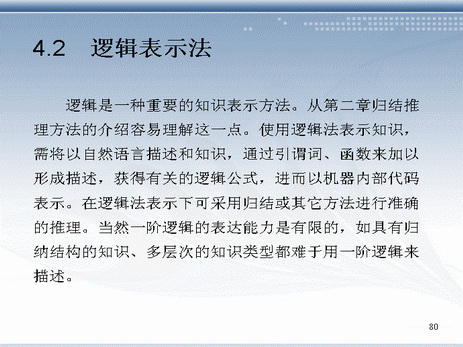 4.2 逻辑表示法
逻辑是一种重要的知识表示方法。从第二章归结推
理方法的介绍容易理解这一点。使用逻辑法表示知识，
需将以自然语言描述和知识，通过引谓词、函数来加以
形成描述，获得有关的逻辑公式，进而以机器内部代码
表示。在逻辑法表示下可采用归结或其它方法进行准确
的推理。当然一阶逻辑的表达能力是有限的，如具有归
纳结构的知识、多层次的知识类型都难于用一阶逻辑来
描述。
80